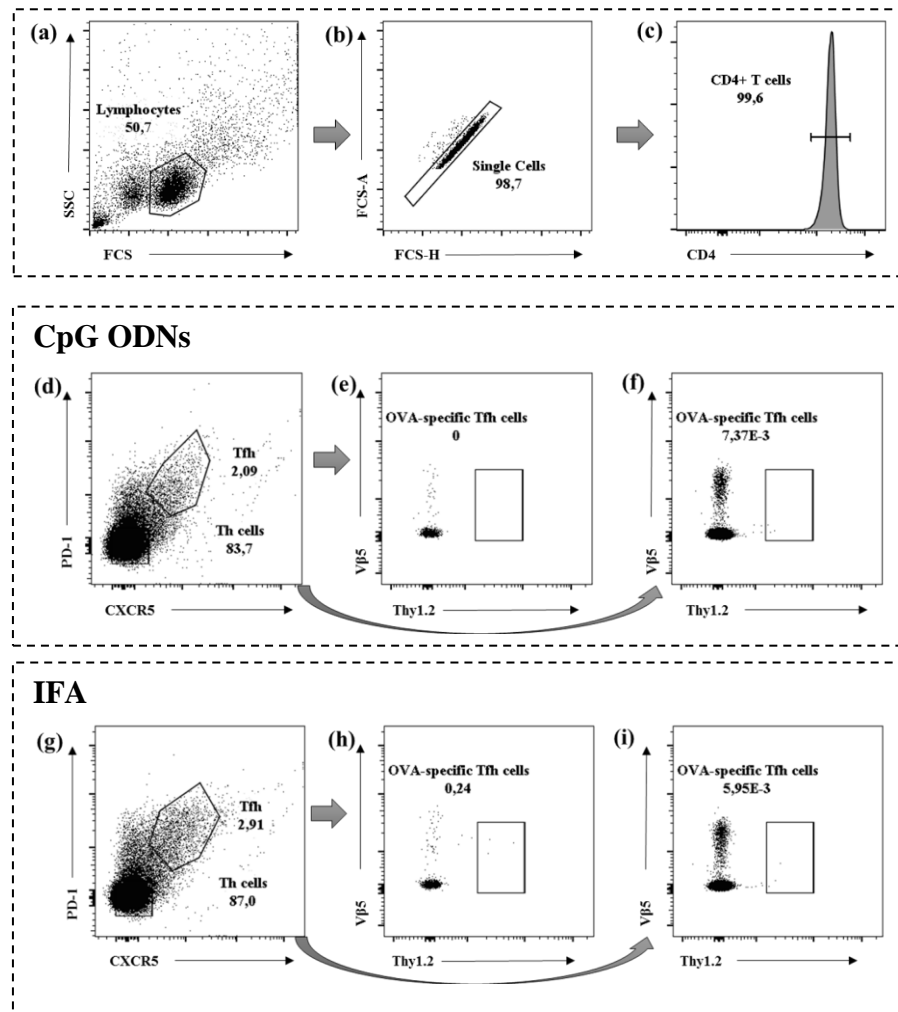 (a)
Lymphocytes
50,7
SSC
FCS
(b)
Single Cells
98,7
FCS-A
FCS-H
(c)
CD4+ T cells
99,6
CD4
CpG ODNs
(d)
Tfh
2,09
Th cells
83,7
PD-1
CXCR5
(e)
OVA-specific Tfh cells
0
Vβ5
Thy1.2
(f)
OVA-specific Tfh cells
7,37E-3
Vβ5
Thy1.2
IFA
(g)
Tfh
2,91
Th cells
87,0
PD-1
CXCR5
(h)
OVA-specific Tfh cells
0,24
Vβ5
Thy1.2
(i)
OVA-specific Tfh cells
5,95E-3
Vβ5
Thy1.2